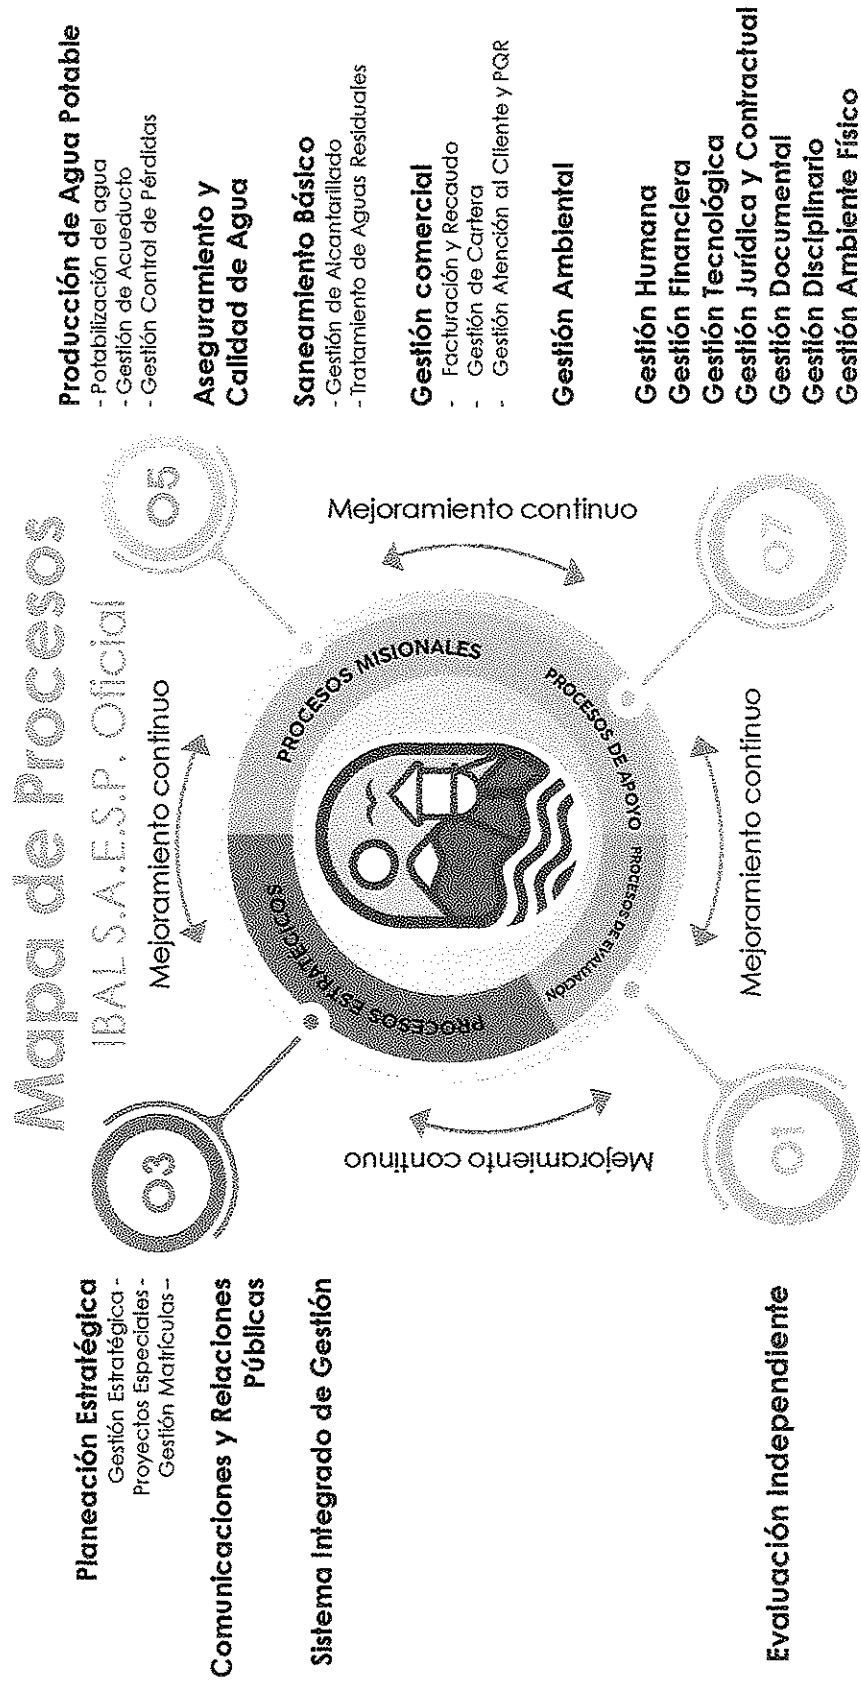 Mapa de Procesos
IBAL S.A. E.S.P. Oficial
Planeación Estratégica
Gestión Estratégica -
Proyectos Especiales -
Gestión Matrículas –
Comunicaciones y Relaciones
Públicas
Sistema Integrado de Gestión
Evaluación Independiente
03
Mejoramiento continuo
05
Mejoramiento continuo
PROCESOS ESTRATÉGICOS
PROCESOS MISIONALES
PROCESOS DE EVALUACIÓN
PROCESOS DE APOYO
Mejoramiento continuo
01
Mejoramiento continuo
07
Producción de Agua Potable
- Potabilización del agua
- Gestión de Acueducto
- Gestión Control de Pérdidas
Aseguramiento y
Calidad de Agua
Saneamiento Básico
- Gestión de Alcantarillado
- Tratamiento de Aguas Residuales
Gestión comercial
- Facturación y Recaudo
- Gestión de Cartera
- Gestión Atención al Cliente y PQR
Gestión Ambiental
Gestión Humana
Gestión Financiera
Gestión Tecnológica
Gestión Jurídica y Contractual
Gestión Documental
Gestión Disciplinario
Gestión Ambiente Físico